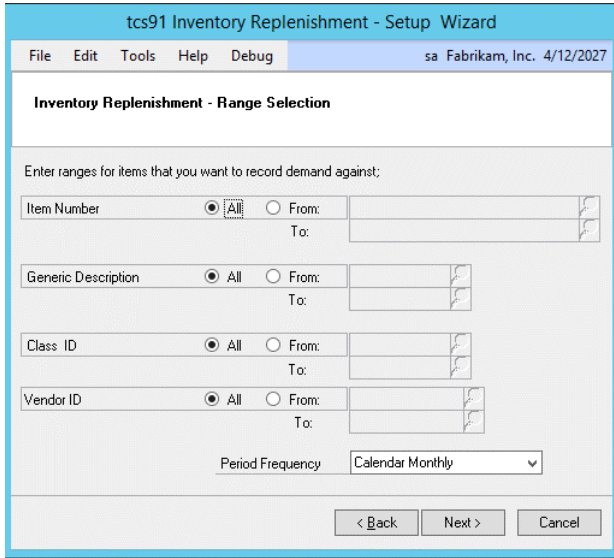 tcs91 Inventory Replenishment - Setup Wizard
File Edit Tools Help Debug sa Fabrikam, Inc. 4/12/2027
Inventory Replenishment - Range Selection
Enter ranges for items that you want to record demand against;
Item Number All From:
To:
Generic Description All From:
To:
Class ID All From:
To:
Vendor ID All From:
To:
Period Frequency Calendar Monthly
< Back Next > Cancel